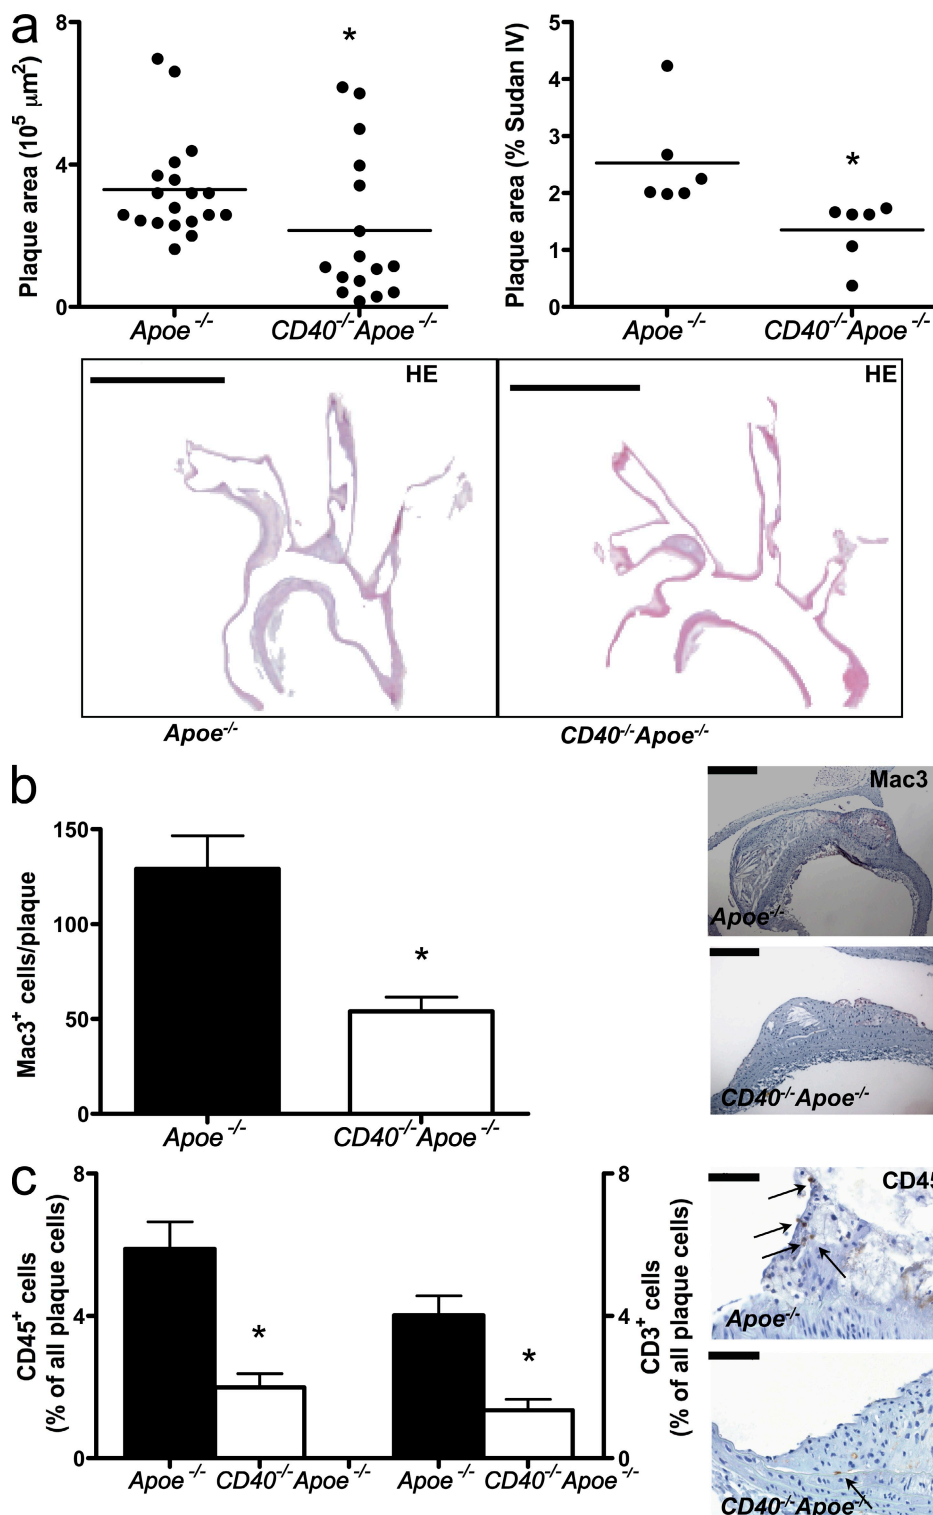 a
8
4
0
Plaque area (10⁵ µm²)
*
Apoe⁻/⁻
CD40⁻/⁻Apoe⁻/⁻
5
4
3
2
1
0
Plaque area (% Sudan IV)
*
Apoe⁻/⁻
CD40⁻/⁻Apoe⁻/⁻
HE
Apoe⁻/⁻
HE
CD40⁻/⁻Apoe⁻/⁻
b
150
100
50
0
Mac3⁺ cells/plaque
*
Apoe⁻/⁻
CD40⁻/⁻Apoe⁻/⁻
Mac3
Apoe⁻/⁻
CD40⁻/⁻Apoe⁻/⁻
c
8
4
0
CD45⁺ cells
(% of all plaque cells)
*
*
Apoe⁻/⁻
CD40⁻/⁻Apoe⁻/⁻
Apoe⁻/⁻
CD40⁻/⁻Apoe⁻/⁻
8
4
0
CD3⁺ cells
(% of all plaque cells)
CD45
Apoe⁻/⁻
CD40⁻/⁻Apoe⁻/⁻